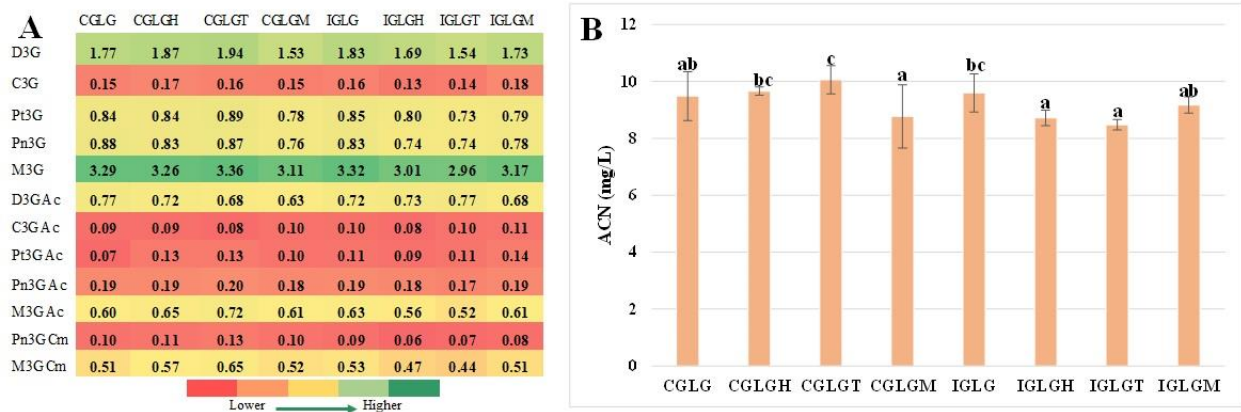 A
CGLG CGLGH CGLGT CGLGM IGLG IGLGH IGLGT IGLGM
D3G 1.77 1.87 1.94 1.53 1.83 1.69 1.54 1.73
C3G 0.15 0.17 0.16 0.15 0.16 0.13 0.14 0.18
Pt3G 0.84 0.84 0.89 0.78 0.85 0.80 0.73 0.79
Pn3G 0.88 0.83 0.87 0.76 0.83 0.74 0.74 0.78
M3G 3.29 3.26 3.36 3.11 3.32 3.01 2.96 3.17
D3GAc 0.77 0.72 0.68 0.63 0.72 0.73 0.77 0.68
C3GAc 0.09 0.09 0.08 0.10 0.10 0.08 0.10 0.11
Pt3GAc 0.07 0.13 0.13 0.10 0.11 0.09 0.11 0.14
Pn3GAc 0.19 0.19 0.20 0.18 0.19 0.18 0.17 0.19
M3GAc 0.60 0.65 0.72 0.61 0.63 0.56 0.52 0.61
Pn3GCm 0.10 0.11 0.13 0.10 0.09 0.06 0.07 0.08
M3GCm 0.51 0.57 0.65 0.52 0.53 0.47 0.44 0.51
Lower Higher
B
ACN (mg/L)
12
10
8
6
4
2
0
ab bc c a bc a a ab
CGLG CGLGH CGLGT CGLGM IGLG IGLGH IGLGT IGLGM